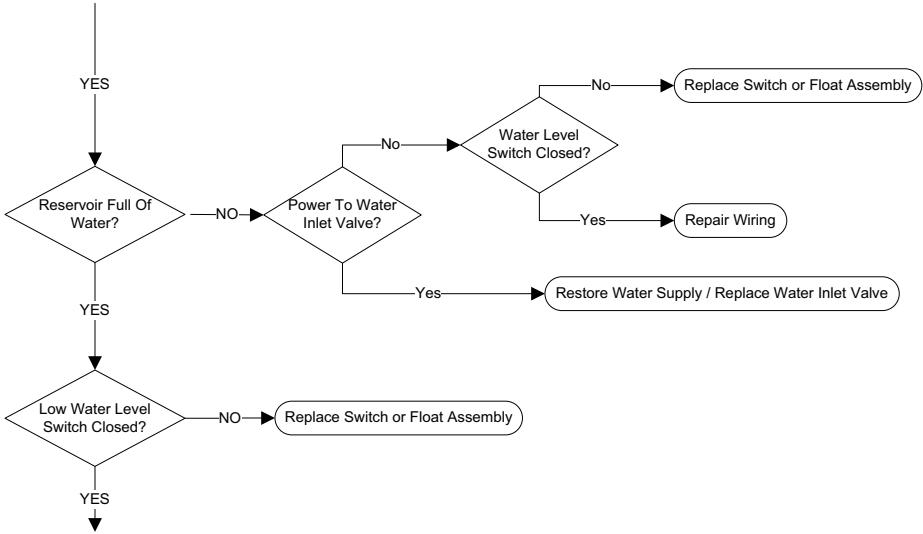 YES
No
Replace Switch or Float Assembly
Water Level
Switch Closed?
No
Reservoir Full Of
Water?
NO
Power To Water
Inlet Valve?
Yes
Repair Wiring
Yes
Restore Water Supply / Replace Water Inlet Valve
YES
Low Water Level
Switch Closed?
NO
Replace Switch or Float Assembly
YES